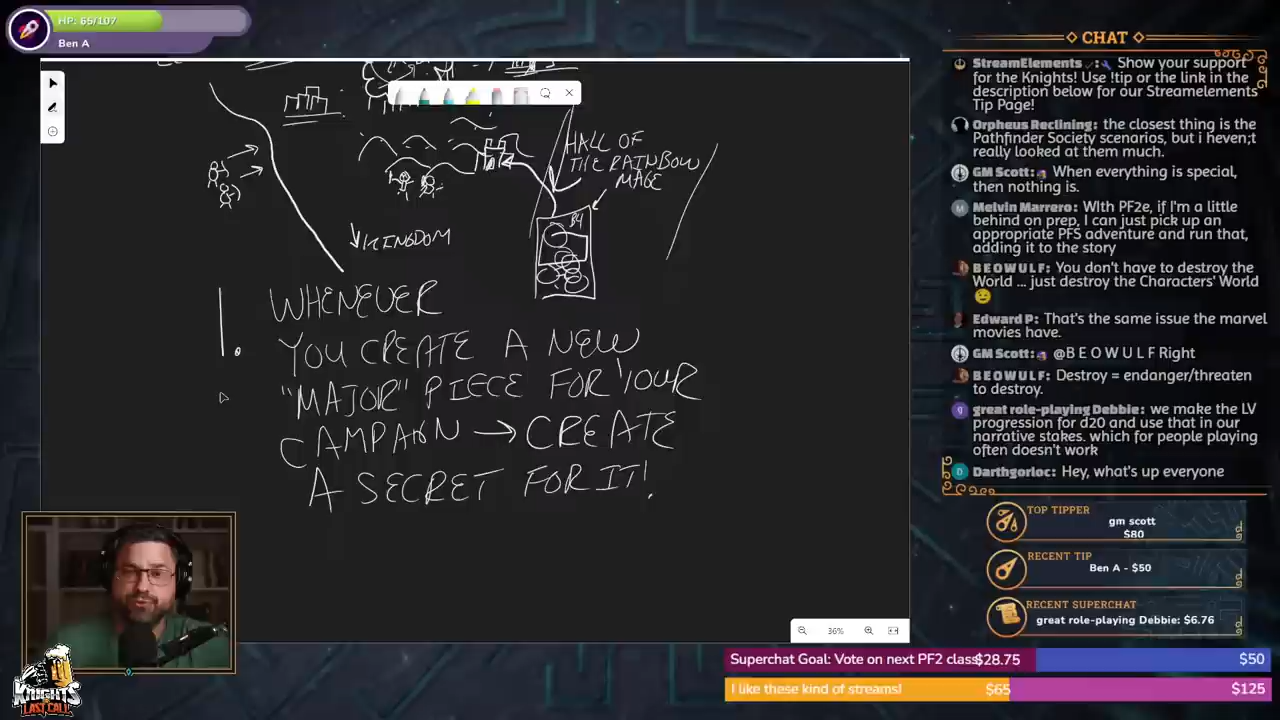 HP: 65/107
Ben A
HALL OF
THE RAINBOW
MAGE
B4
KINGDOM
1. WHENEVER
YOU CREATE A NEW
"MAJOR" PIECE FOR YOUR
CAMPAIGN → CREATE
A SECRET FOR IT!
36%
KNIGHTS
LAST CALL
CHAT
StreamElements: Show your support
for the Knights! Use !tip or the link in the
description below for our Streamelements
Tip Page!
Orpheus Reclining: the closest thing is the
Pathfinder Society scenarios, but i heven;t
really looked at them much.
GM Scott: When everything is special,
then nothing is.
Melvin Marrero: WIth PF2e, if I'm a little
behind on prep, I can just pick up an
appropriate PFS adventure and run that,
adding it to the story
B E O W U L F: You don't have to destroy the
World ... just destroy the Characters' World
😉
Edward P: That's the same issue the marvel
movies have.
GM Scott: @B E O W U L F Right
B E O W U L F: Destroy = endanger/threaten
to destroy.
great role-playing Debbie: we make the LV
progression for d20 and use that in our
narrative stakes. which for people playing
often doesn't work
Darthgorloc: Hey, what's up everyone
TOP TIPPER
gm scott
$80
RECENT TIP
Ben A - $50
RECENT SUPERCHAT
great role-playing Debbie: $6.76
Superchat Goal: Vote on next PF2 class $28.75 $50
I like these kind of streams! $65 $125